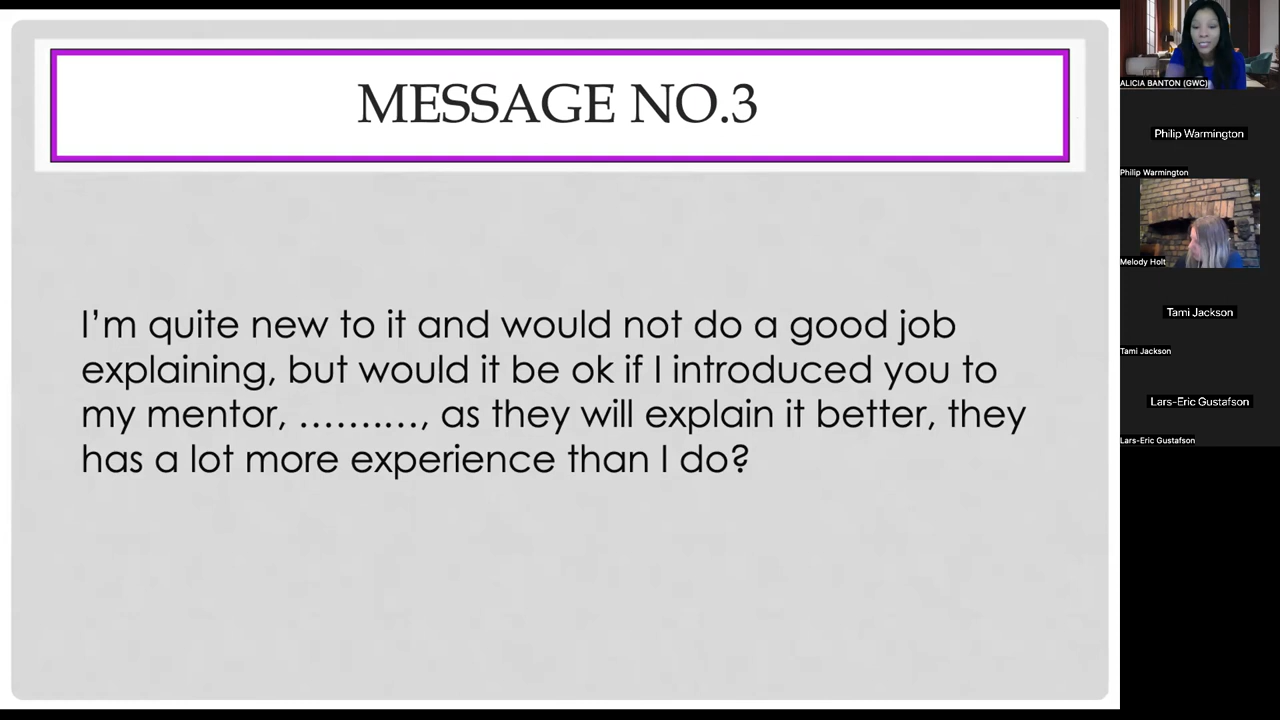 MESSAGE NO.3
I’m quite new to it and would not do a good job
explaining, but would it be ok if I introduced you to
my mentor, ………., as they will explain it better, they
has a lot more experience than I do?
ALICIA BANTON (GWC)
Philip Warmington
Philip Warmington
Melody Holt
Tami Jackson
Tami Jackson
Lars-Eric Gustafson
Lars-Eric Gustafson